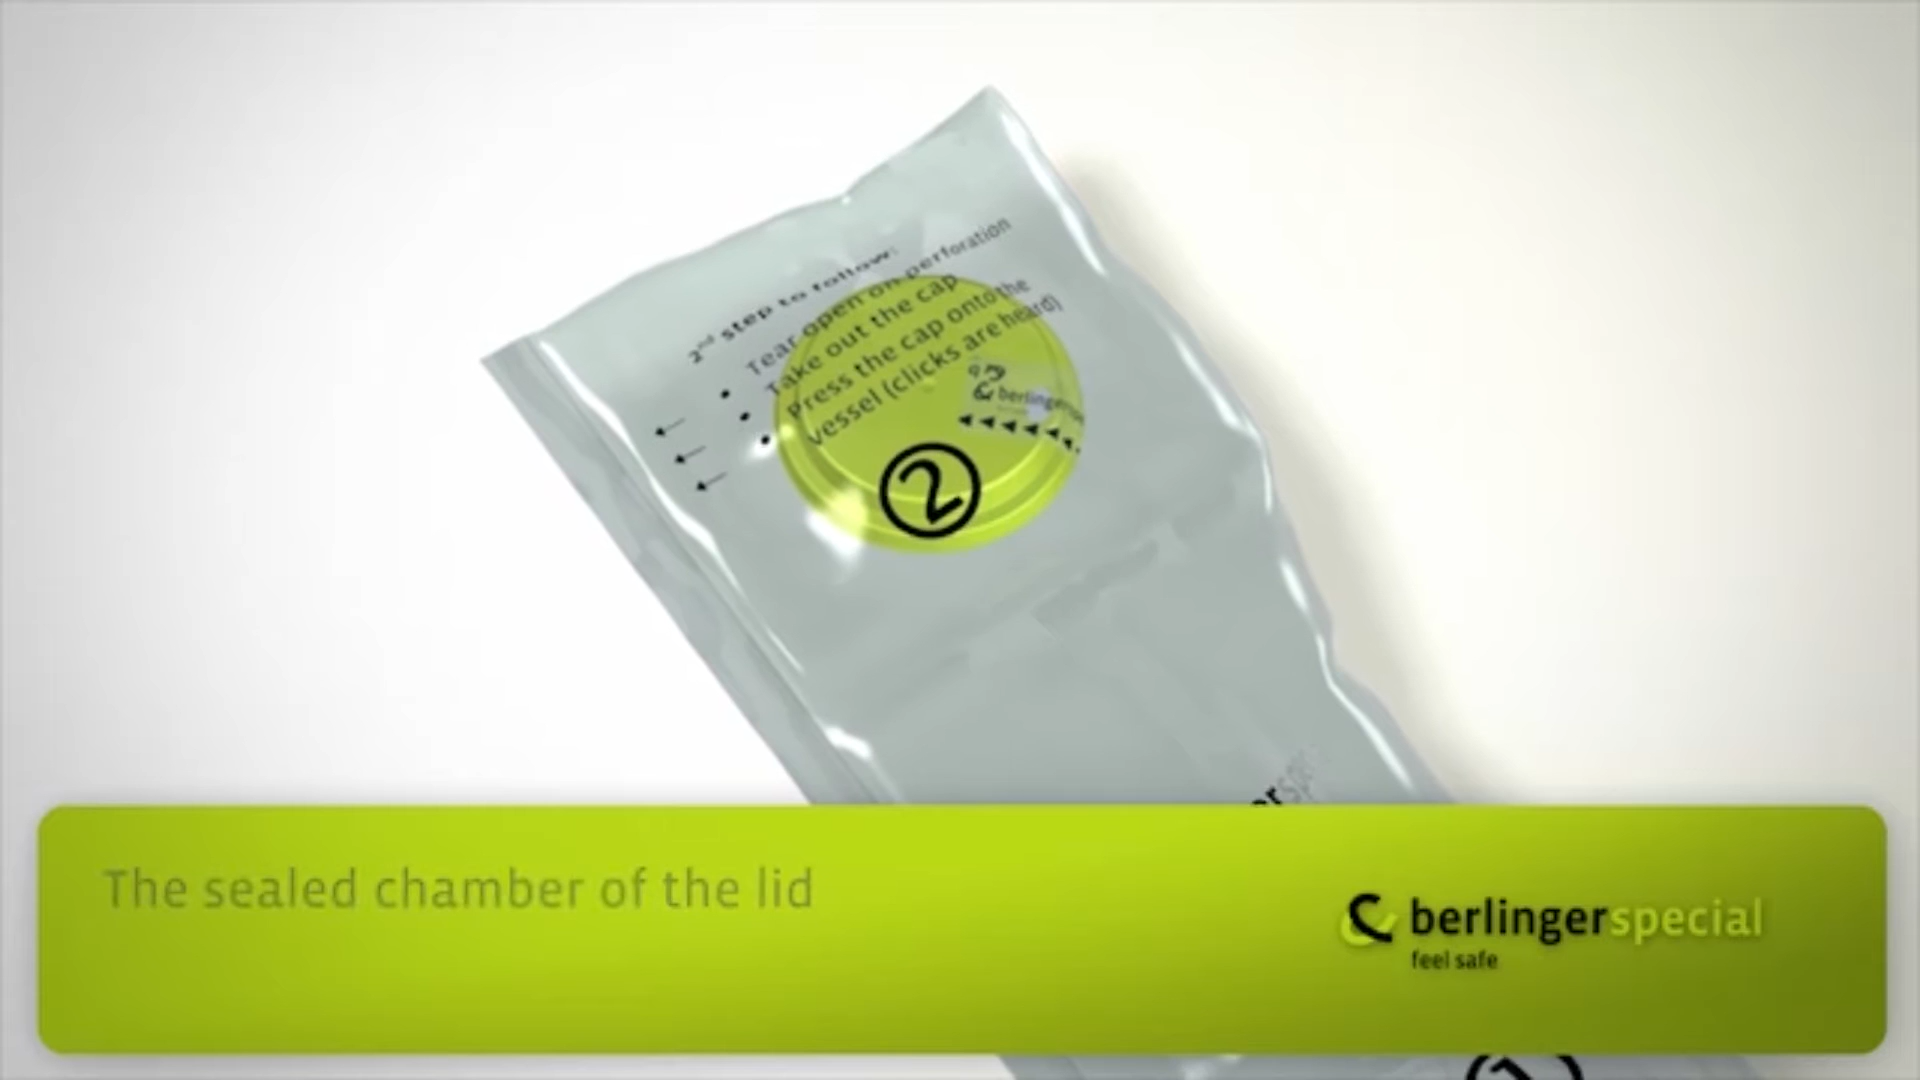 2nd step to follow:
• Tear open on perforation
• Take out the cap
• Press the cap onto the
vessel (clicks are heard)
berlinger
2
The sealed chamber of the lid
berlingerspecial
feel safe